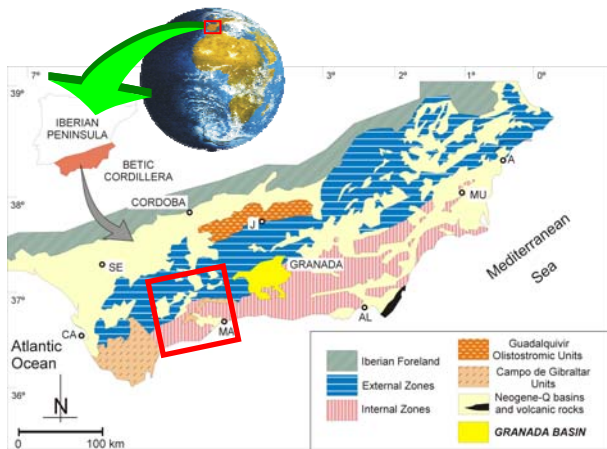 7°
3°
2°
1°
0°
39°
IBERIAN
PENINSULA
BETIC
CORDILLERA
A
MU
38°
CORDOBA
J
Mediterranean
Sea
SE
GRANADA
37°
CA
MA
AL
Atlantic
Ocean
36°
N
0
100 km
Iberian Foreland
External Zones
Internal Zones
Guadalquivir
Olistostromic Units
Campo de Gibraltar
Units
Neogene-Q basins
and volcanic rocks
GRANADA BASIN